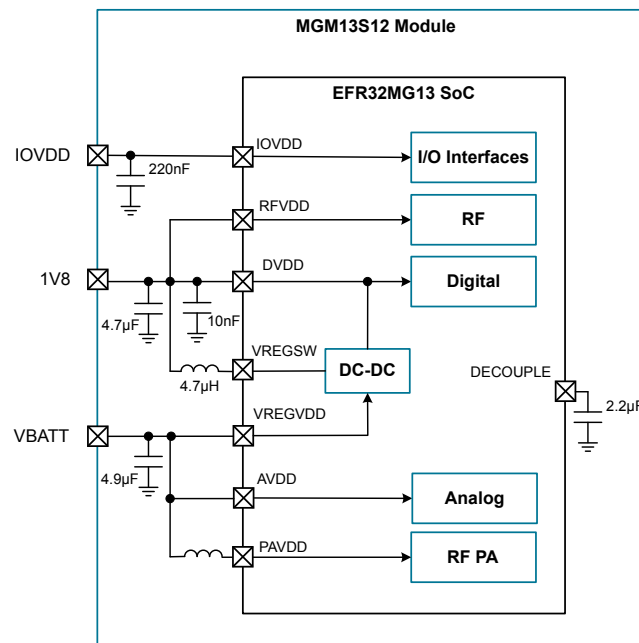 MGM13S12 Module
EFR32MG13 SoC
IOVDD
220nF
IOVDD
I/O Interfaces
RFVDD
RF
1V8
4.7µF
10nF
DVDD
Digital
4.7µH
VREGSW
DC-DC
DECOUPLE
2.2µF
VBATT
4.9µF
VREGVDD
AVDD
Analog
PAVDD
RF PA